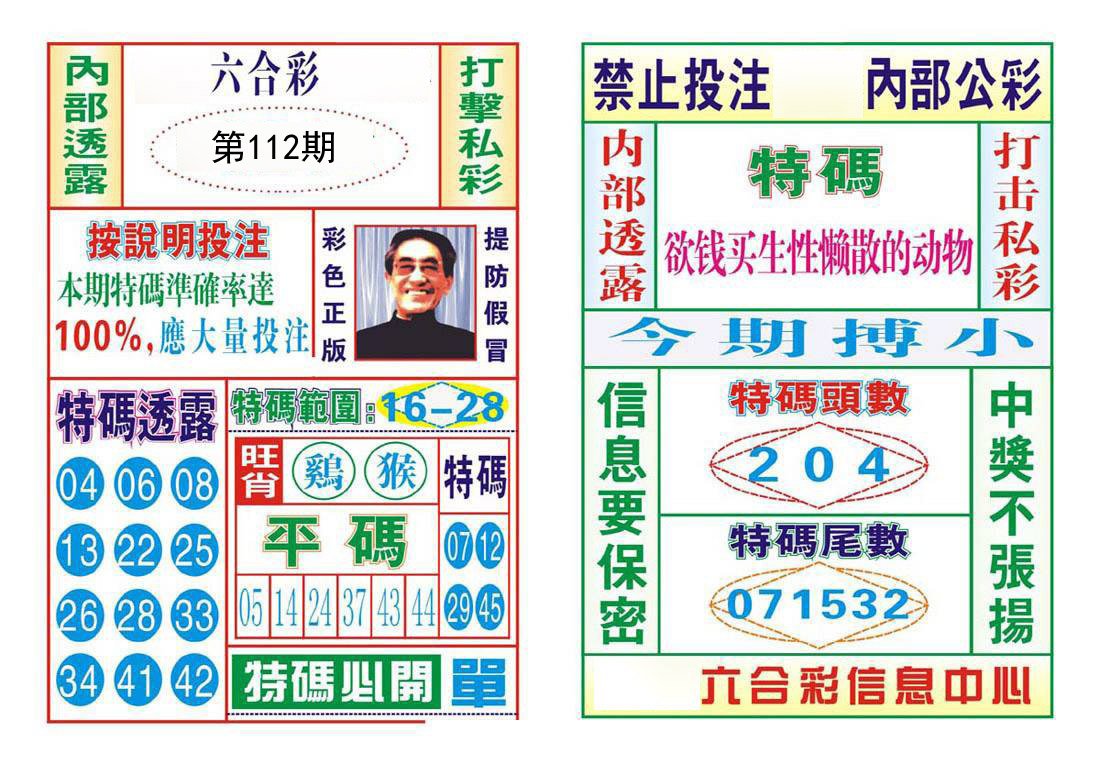 內部透露
六合彩
第112期
打擊私彩
按說明投注
本期特碼準確率達
100%,應大量投注
彩色正版
提防假冒
特碼透露
04 06 08
13 22 25
26 28 33
34 41 42
特碼範圍:16-28
旺肖
鷄 猴
特碼
07 12
29 45
平碼
05 14 24 37 43 44
特碼必開 單
禁止投注 內部公彩
内部透露
特碼
欲钱买生性懒散的动物
打击私彩
今期搏小
信息要保密
特碼頭數
2 0 4
特碼尾數
071532
中獎不張揚
六合彩信息中心